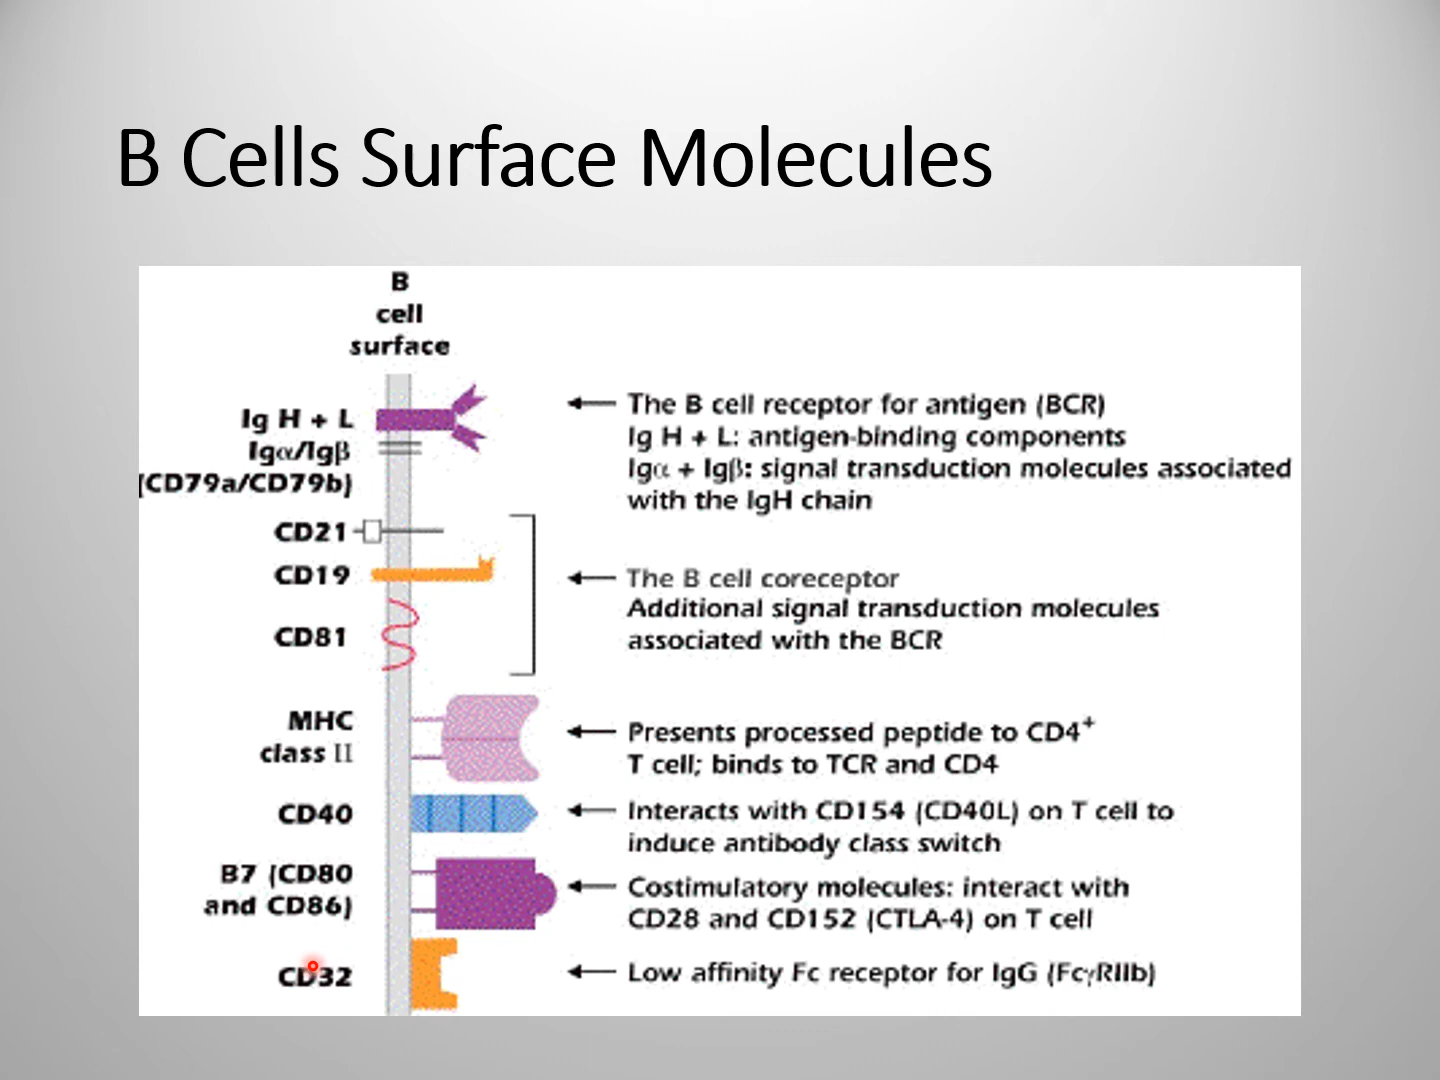 B Cells Surface Molecules
B
cell
surface
Ig H + L
Igα/Igβ
(CD79a/CD79b)
The B cell receptor for antigen (BCR)
Ig H + L: antigen-binding components
Igα + Igβ: signal transduction molecules associated
with the IgH chain
CD21
CD19
CD81
The B cell coreceptor
Additional signal transduction molecules
associated with the BCR
MHC
class II
Presents processed peptide to CD4+
T cell; binds to TCR and CD4
CD40
Interacts with CD154 (CD40L) on T cell to
induce antibody class switch
B7 (CD80
and CD86)
Costimulatory molecules: interact with
CD28 and CD152 (CTLA-4) on T cell
CD32
Low affinity Fc receptor for IgG (FcγRIIb)